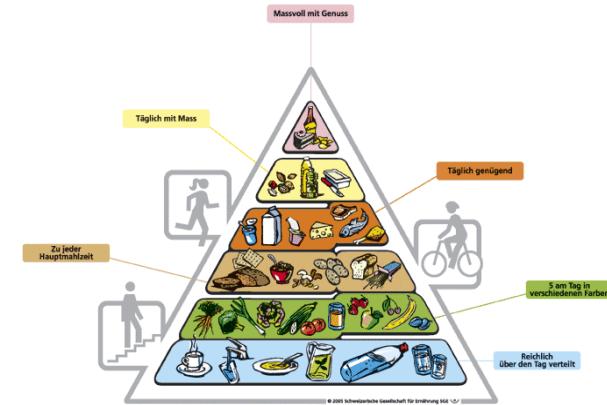 Massvoll mit Genuss
Täglich mit Mass
Täglich genügend
Zu jeder
Hauptmahlzeit
5 am Tag in
verschiedenen Farben
Reichlich
über den Tag verteilt
© 2005 Schweizerische Gesellschaft für Ernährung SGE